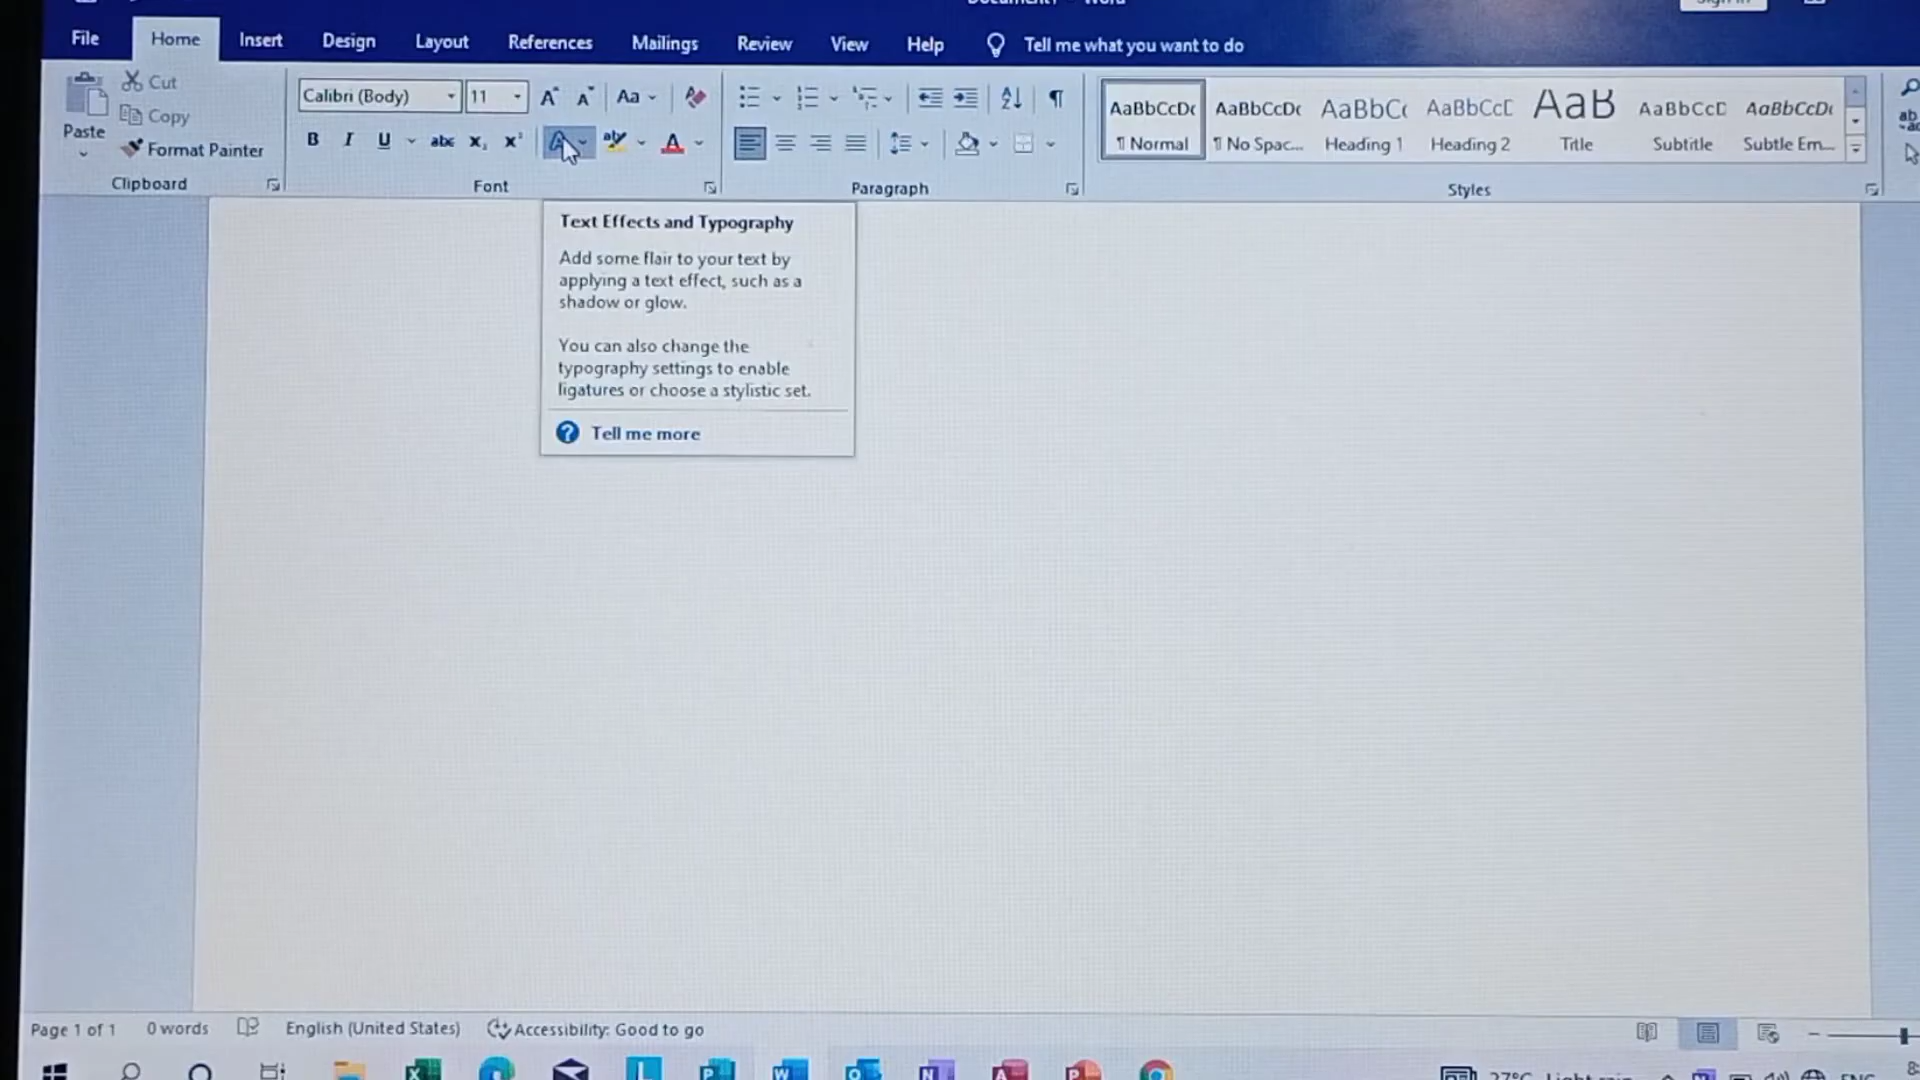 File Home Insert Design Layout References Mailings Review View Help Tell me what you want to do
Cut
Copy
Paste
Format Painter
Clipboard
Calibri (Body) 11 Aa
B I U abc x x
Font
Paragraph
AaBbCcDc AaBbCcDc AaBbCc AaBbCcD AaB AaBbCcD AaBbCcDc
¶ Normal ¶ No Spac... Heading 1 Heading 2 Title Subtitle Subtle Em...
Styles
Text Effects and Typography
Add some flair to your text by
applying a text effect, such as a
shadow or glow.
You can also change the
typography settings to enable
ligatures or choose a stylistic set.
Tell me more
Page 1 of 1 0 words English (United States) Accessibility: Good to go
27°C Light rain ENG